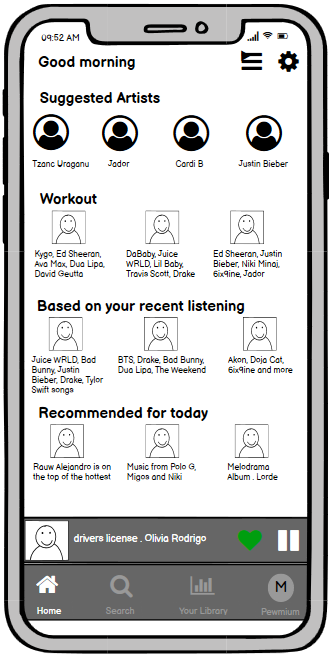 09:52 AM
Good morning
Suggested Artists
Tzanc Uraganu Jador Cardi B Justin Bieber
Workout
Kygo, Ed Sheeran,
Ava Max, Dua Lipa,
David Geutta
DaBaby, Juice
WRLD, Lil Baby,
Travis Scott, Drake
Ed Sheeran, Justin
Bieber, Niki Minaj,
6ix9ine, Jador
Based on your recent listening
Juice WRLD, Bad
Bunny, Justin
Bieber, Drake, Tylor
Swift songs
BTS, Drake, Bad Bunny,
Dua Lipa, The Weekend
Akon, Doja Cat,
6ix9ine and more
Recommended for today
Rauw Alejandro is on
the top of the hottest
Music from Polo G,
Migos and Niki
Melodrama
Album . Lorde
drivers license . Olivia Rodrigo
M
Home Search Your Library Pewmium